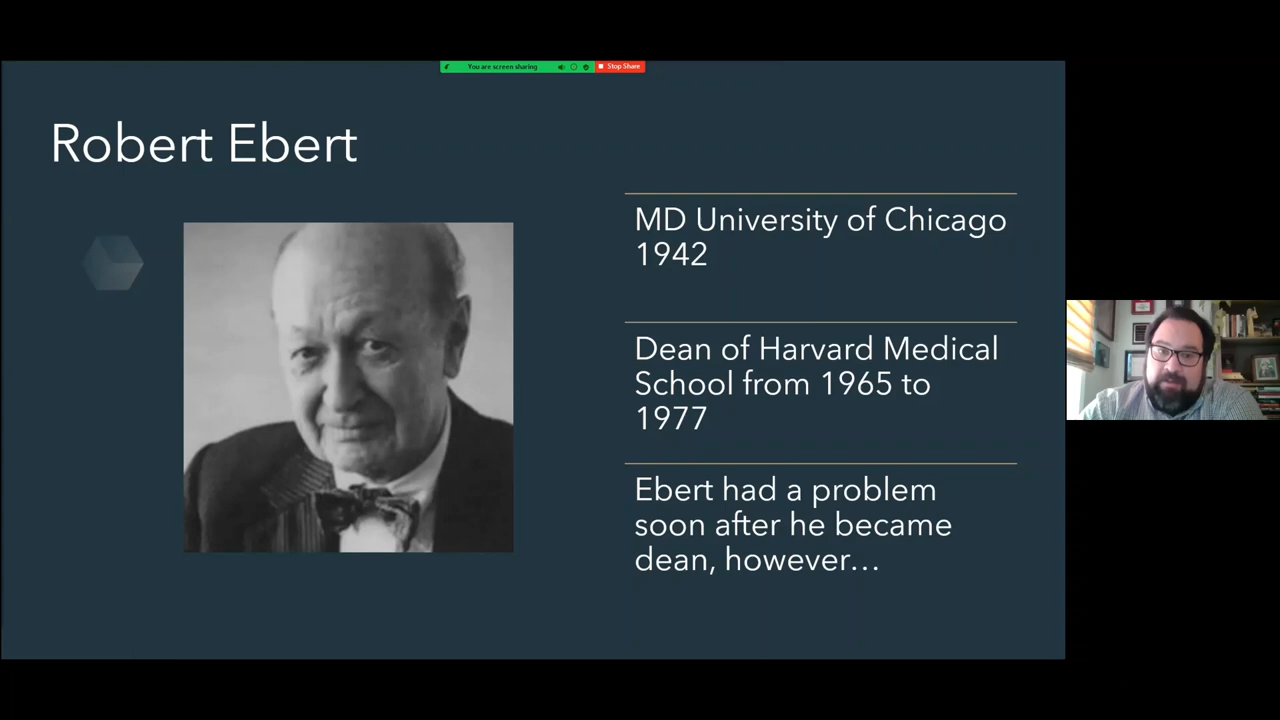 You are screen sharing
Stop Share
Robert Ebert
MD University of Chicago
1942
Dean of Harvard Medical
School from 1965 to
1977
Ebert had a problem
soon after he became
dean, however…